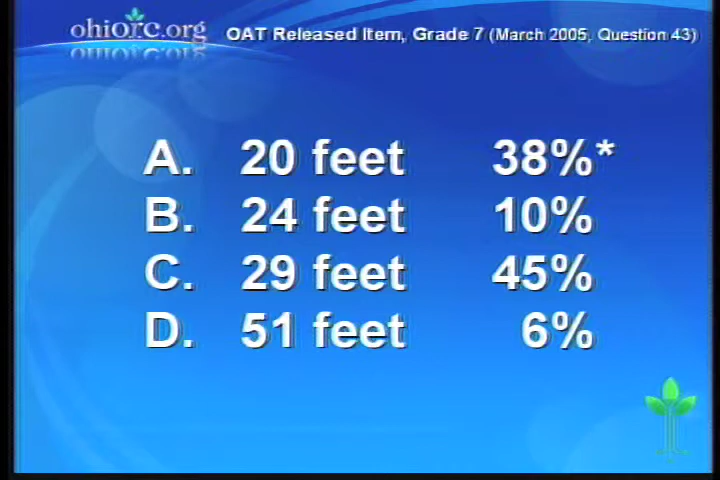 ohiorc.org
OAT Released Item, Grade 7 (March 2005, Question 43)
A. 20 feet 38%*
B. 24 feet 10%
C. 29 feet 45%
D. 51 feet 6%